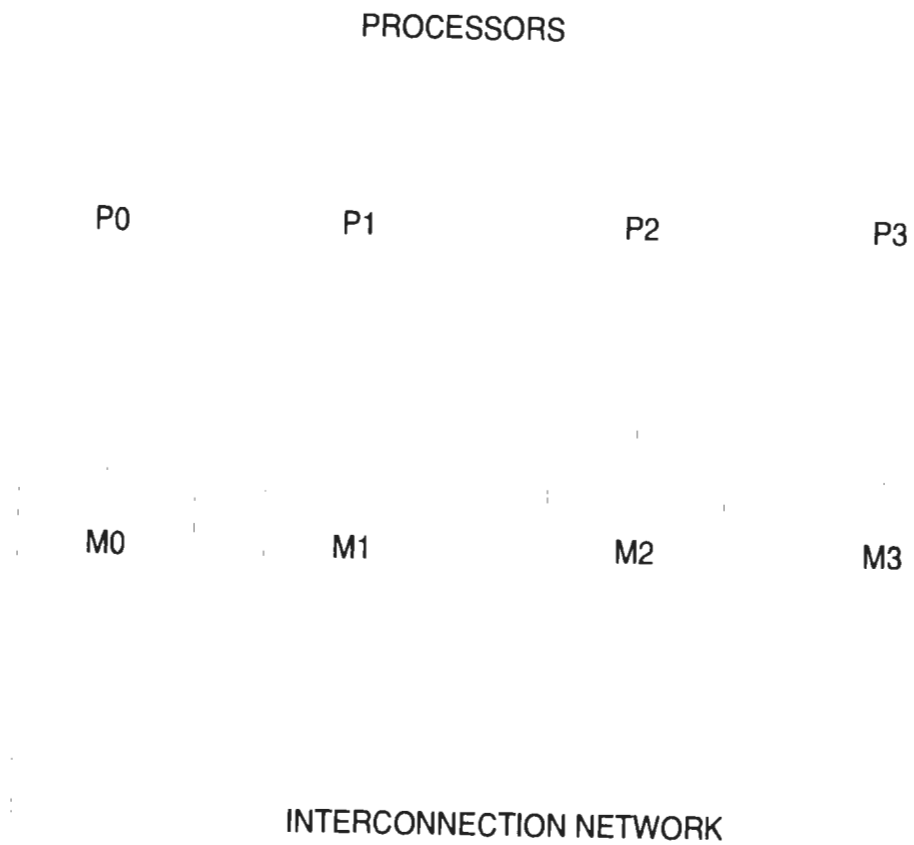 PROCESSORS
P0 P1 P2 P3
M0 M1 M2 M3
INTERCONNECTION NETWORK